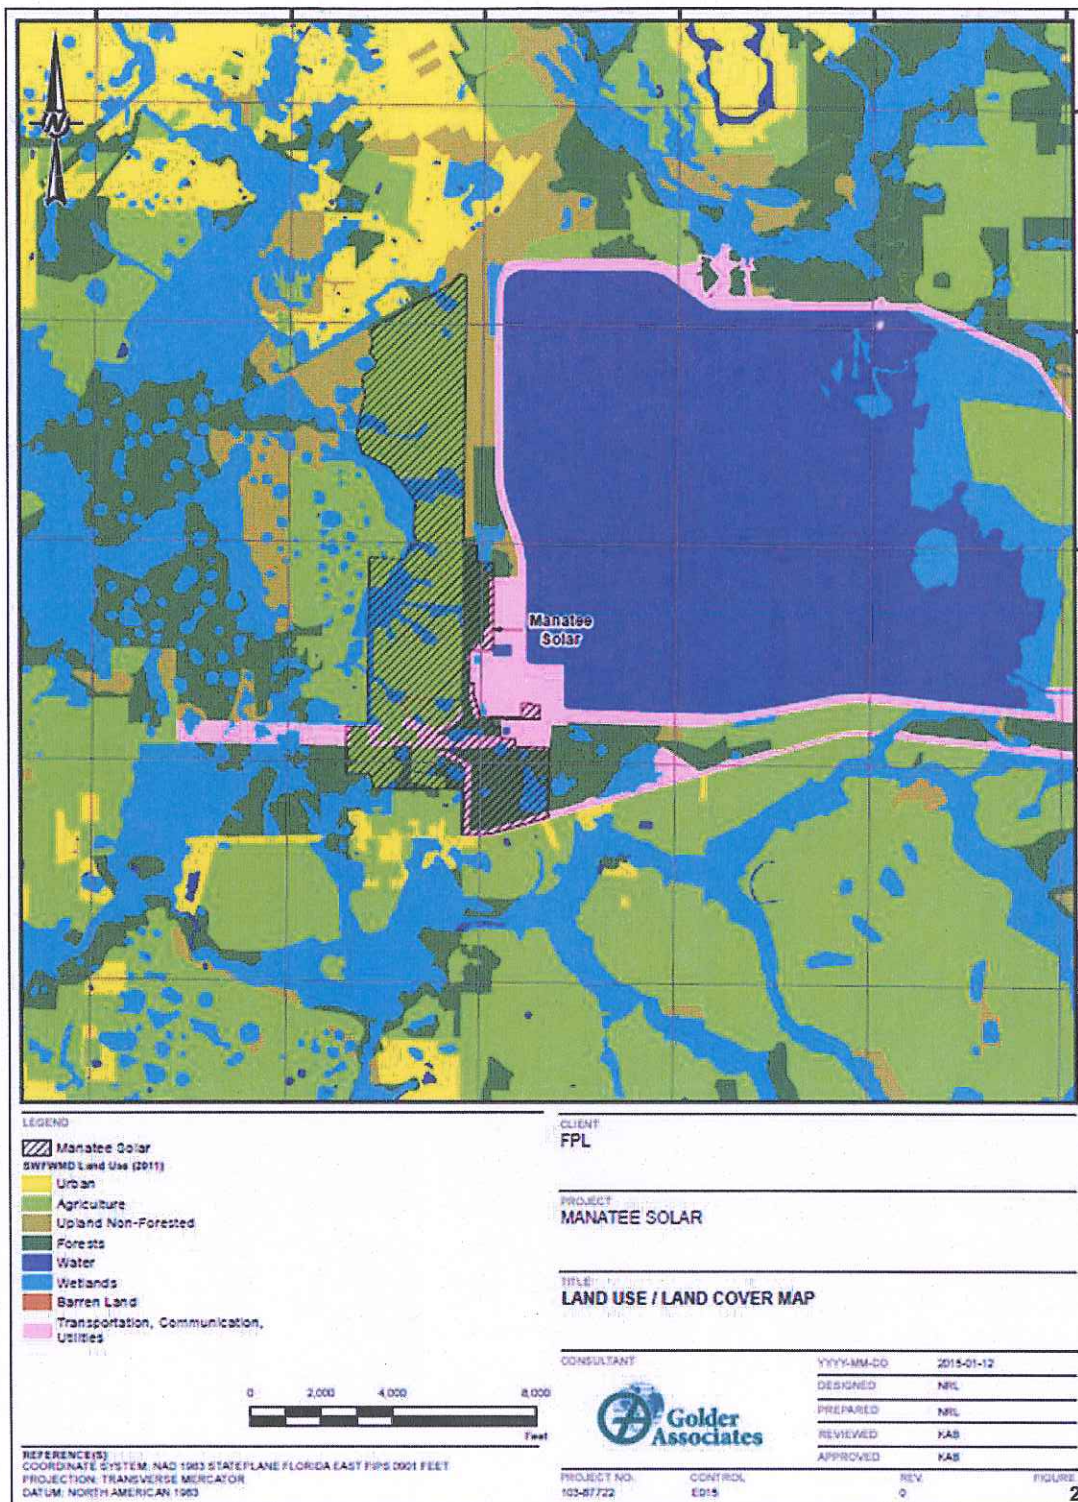 N
Manatee
Solar
LEGEND
Manatee Solar
SWFWMD Land Use (2011)
Urban
Agriculture
Upland Non-Forested
Forests
Water
Wetlands
Barren Land
Transportation, Communication,
Utilities
0 2,000 4,000 8,000
Feet
REFERENCE(S)
COORDINATE SYSTEM: NAD 1983 STATEPLANE FLORIDA EAST FIPS 0901 FEET
PROJECTION: TRANSVERSE MERCATOR
DATUM: NORTH AMERICAN 1983
CLIENT
FPL
PROJECT
MANATEE SOLAR
TITLE
LAND USE / LAND COVER MAP
CONSULTANT
Golder
Associates
YYYY-MM-DD 2015-01-12
DESIGNED NRL
PREPARED NRL
REVIEWED KAB
APPROVED KAB
PROJECT NO. CONTROL REV. FIGURE
103-87722 E015 0 2